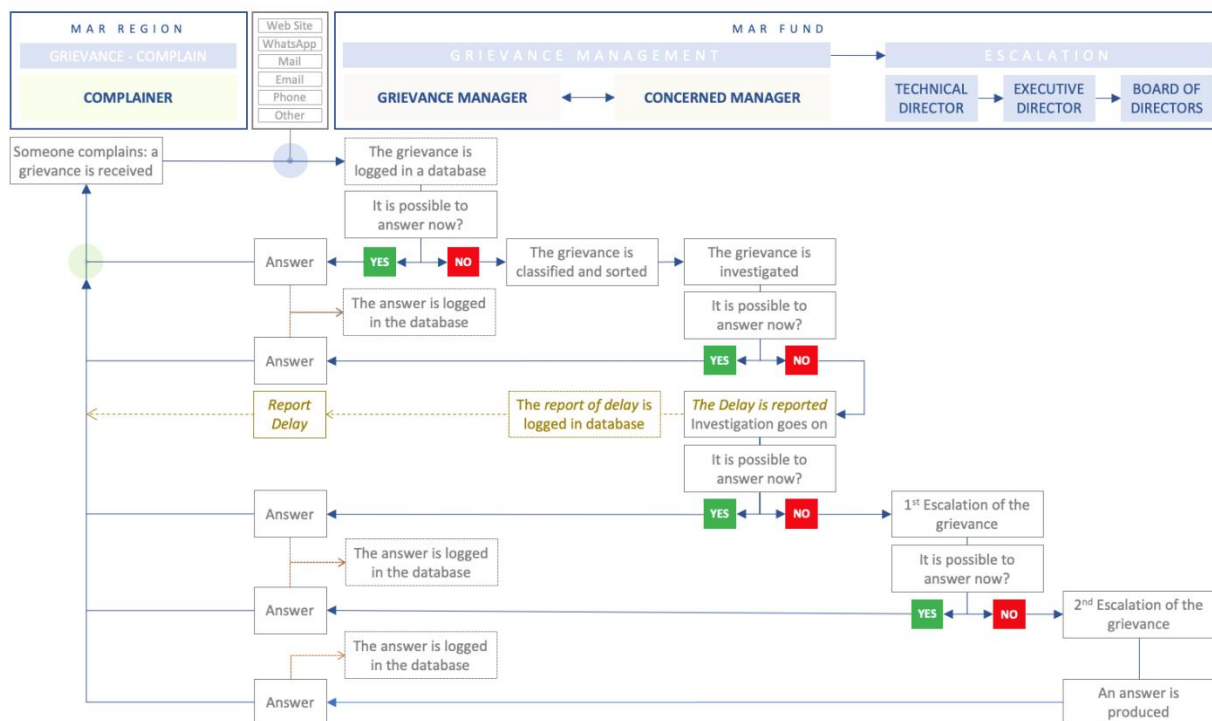 MAR REGION
GRIEVANCE - COMPLAIN
COMPLAINER
Web Site
WhatsApp
Mail
Email
Phone
Other
MAR FUND
GRIEVANCE MANAGEMENT
GRIEVANCE MANAGER
CONCERNED MANAGER
ESCALATION
TECHNICAL
DIRECTOR
EXECUTIVE
DIRECTOR
BOARD OF
DIRECTORS
Someone complains: a
grievance is received
The grievance is
logged in a database
It is possible to
answer now?
Answer
YES
NO
The grievance is
classified and sorted
The grievance is
investigated
The answer is logged
in the database
It is possible to
answer now?
Answer
YES
NO
Report
Delay
The report of delay is
logged in database
The Delay is reported
Investigation goes on
It is possible to
answer now?
Answer
YES
NO
1st Escalation of the
grievance
The answer is logged
in the database
It is possible to
answer now?
Answer
YES
NO
2nd Escalation of the
grievance
The answer is logged
in the database
Answer
An answer is
produced